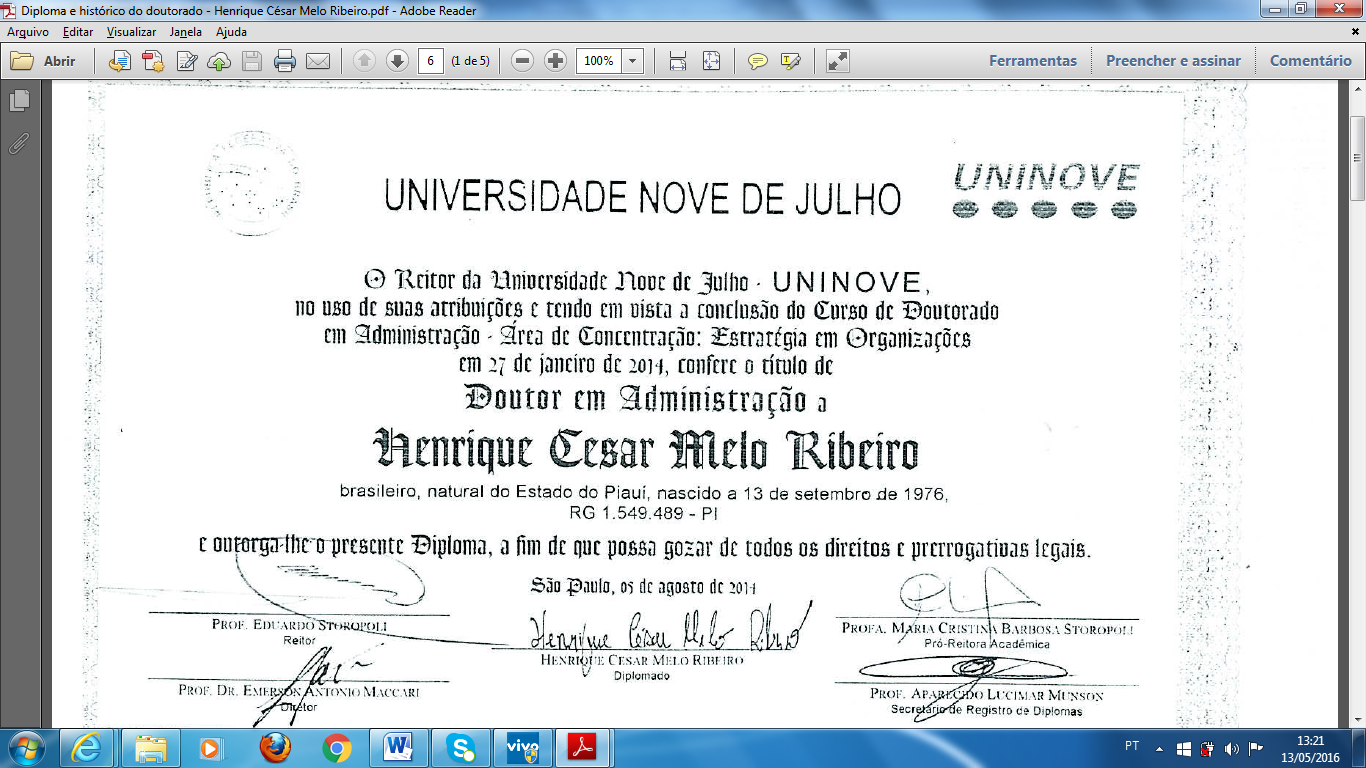 Diploma e histórico do doutorado - Henrique César Melo Ribeiro.pdf - Adobe Reader
Arquivo Editar Visualizar Janela Ajuda
Abrir 6 (1 de 5) 100% Ferramentas Preencher e assinar Comentário
UNIVERSIDADE NOVE DE JULHO
UNINOVE
O Reitor da Universidade Nove de Julho - UNINOVE,
no uso de suas atribuições e tendo em vista a conclusão do Curso de Doutorado
em Administração - Área de Concentração: Estratégia em Organizações
em 27 de janeiro de 2014, confere o título de
Doutor em Administração a
Henrique Cesar Melo Ribeiro
brasileiro, natural do Estado do Piauí, nascido a 13 de setembro de 1976,
RG 1.549.489 - PI
e outorga-lhe o presente Diploma, a fim de que possa gozar de todos os direitos e prerrogativas legais.
São Paulo, 05 de agosto de 2014
PROF. EDUARDO STOROPOLI
Reitor
Henrique César Melo Ribeiro
HENRIQUE CESAR MELO RIBEIRO
Diplomado
PROFA. MARIA CRISTINA BARBOSA STOROPOLI
Pró-Reitora Acadêmica
PROF. DR. EMERSON ANTONIO MACCARI
Diretor
PROF. APARECIDO LUCIMAR MUNSON
Secretário de Registro de Diplomas
vivo
PT
13:21
13/05/2016